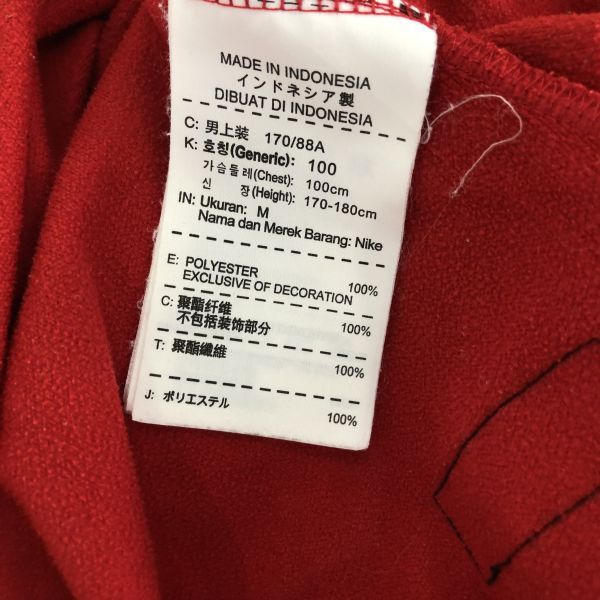 MADE IN INDONESIA
インドネシア製
DIBUAT DI INDONESIA
C: 男上装 170/88A
K: 호칭(Generic): 100
가슴둘레(Chest): 100cm
신 장(Height): 170-180cm
IN: Ukuran: M
Nama dan Merek Barang: Nike
E: POLYESTER 100%
EXCLUSIVE OF DECORATION
C: 聚酯纤维 100%
不包括装饰部分
T: 聚酯纖維 100%
J: ポリエステル 100%